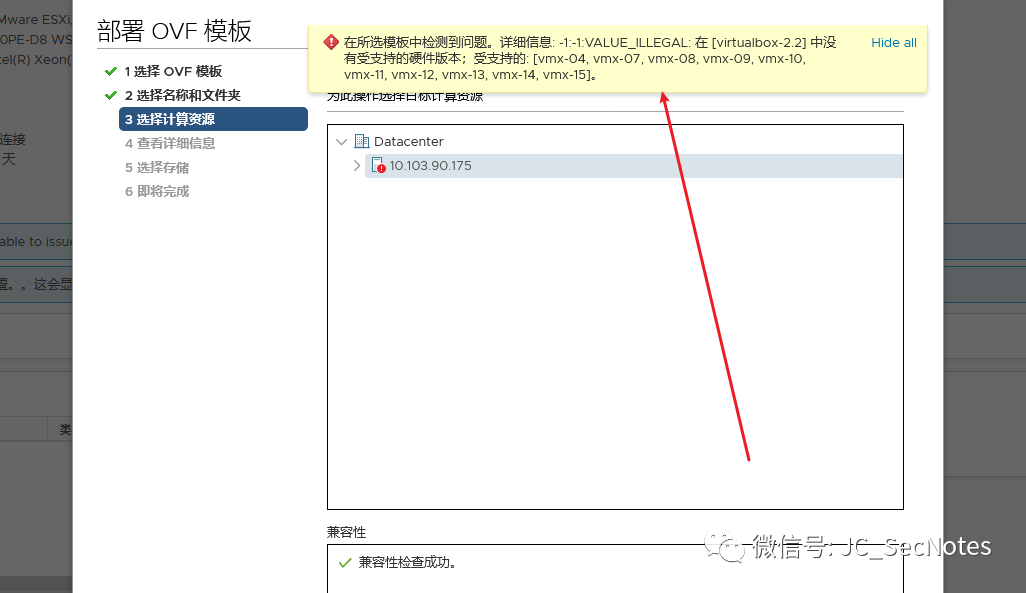 Mware ESXi,
0PE-D8 WS
tel(R) Xeon(
连接
天
able to issue
置。。这会显
类
部署 OVF 模板
1 选择 OVF 模板
2 选择名称和文件夹
3 选择计算资源
4 查看详细信息
5 选择存储
6 即将完成
在所选模板中检测到问题。详细信息: -1:-1:VALUE_ILLEGAL: 在 [virtualbox-2.2] 中没
有受支持的硬件版本；受支持的: [vmx-04, vmx-07, vmx-08, vmx-09, vmx-10,
vmx-11, vmx-12, vmx-13, vmx-14, vmx-15]。
Hide all
为此操作选择目标计算资源
Datacenter
10.103.90.175
兼容性
兼容性检查成功。
微信号: JC_SecNotes